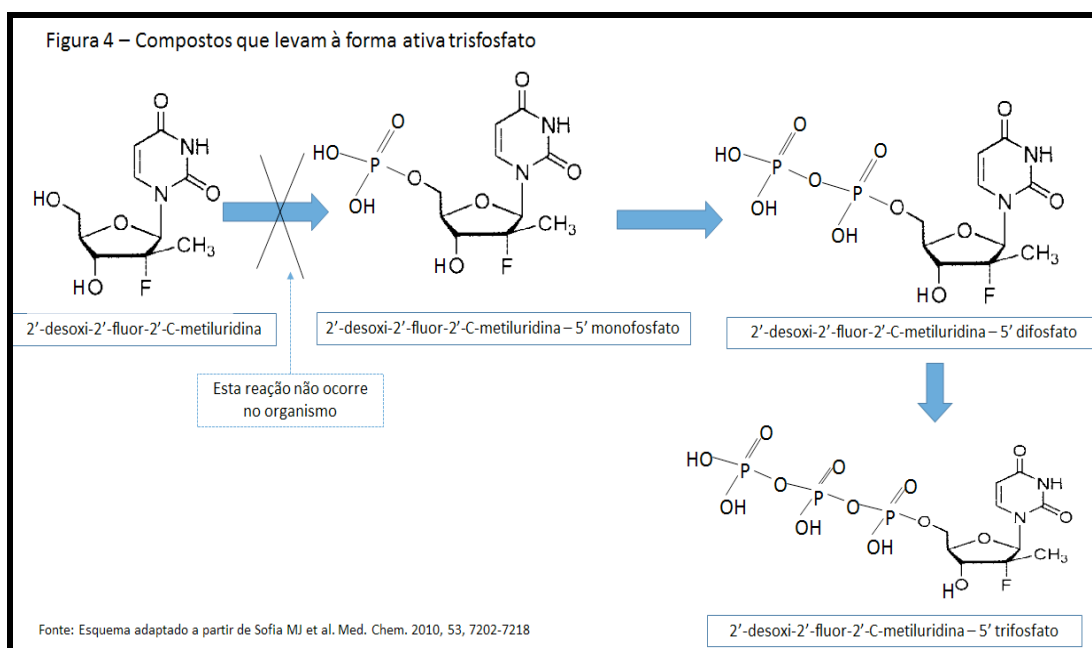 Figura 4 – Compostos que levam à forma ativa trisfosfato
O
NH
N
O
HO
O
CH3
HO
F
O
HO
P
O
OH
O
NH
N
O
O
CH3
HO
F
O
HO
P
O
OH
O
P
O
OH
O
NH
N
O
O
CH3
HO
F
2’-desoxi-2’-fluor-2’-C-metiluridina
2’-desoxi-2’-fluor-2’-C-metiluridina – 5’ monofosfato
2’-desoxi-2’-fluor-2’-C-metiluridina – 5’ difosfato
Esta reação não ocorre
no organismo
O
HO
P
O
OH
O
P
O
OH
O
P
O
OH
O
NH
N
O
O
CH3
HO
F
Fonte: Esquema adaptado a partir de Sofia MJ et al. Med. Chem. 2010, 53, 7202-7218
2’-desoxi-2’-fluor-2’-C-metiluridina – 5’ trifosfato